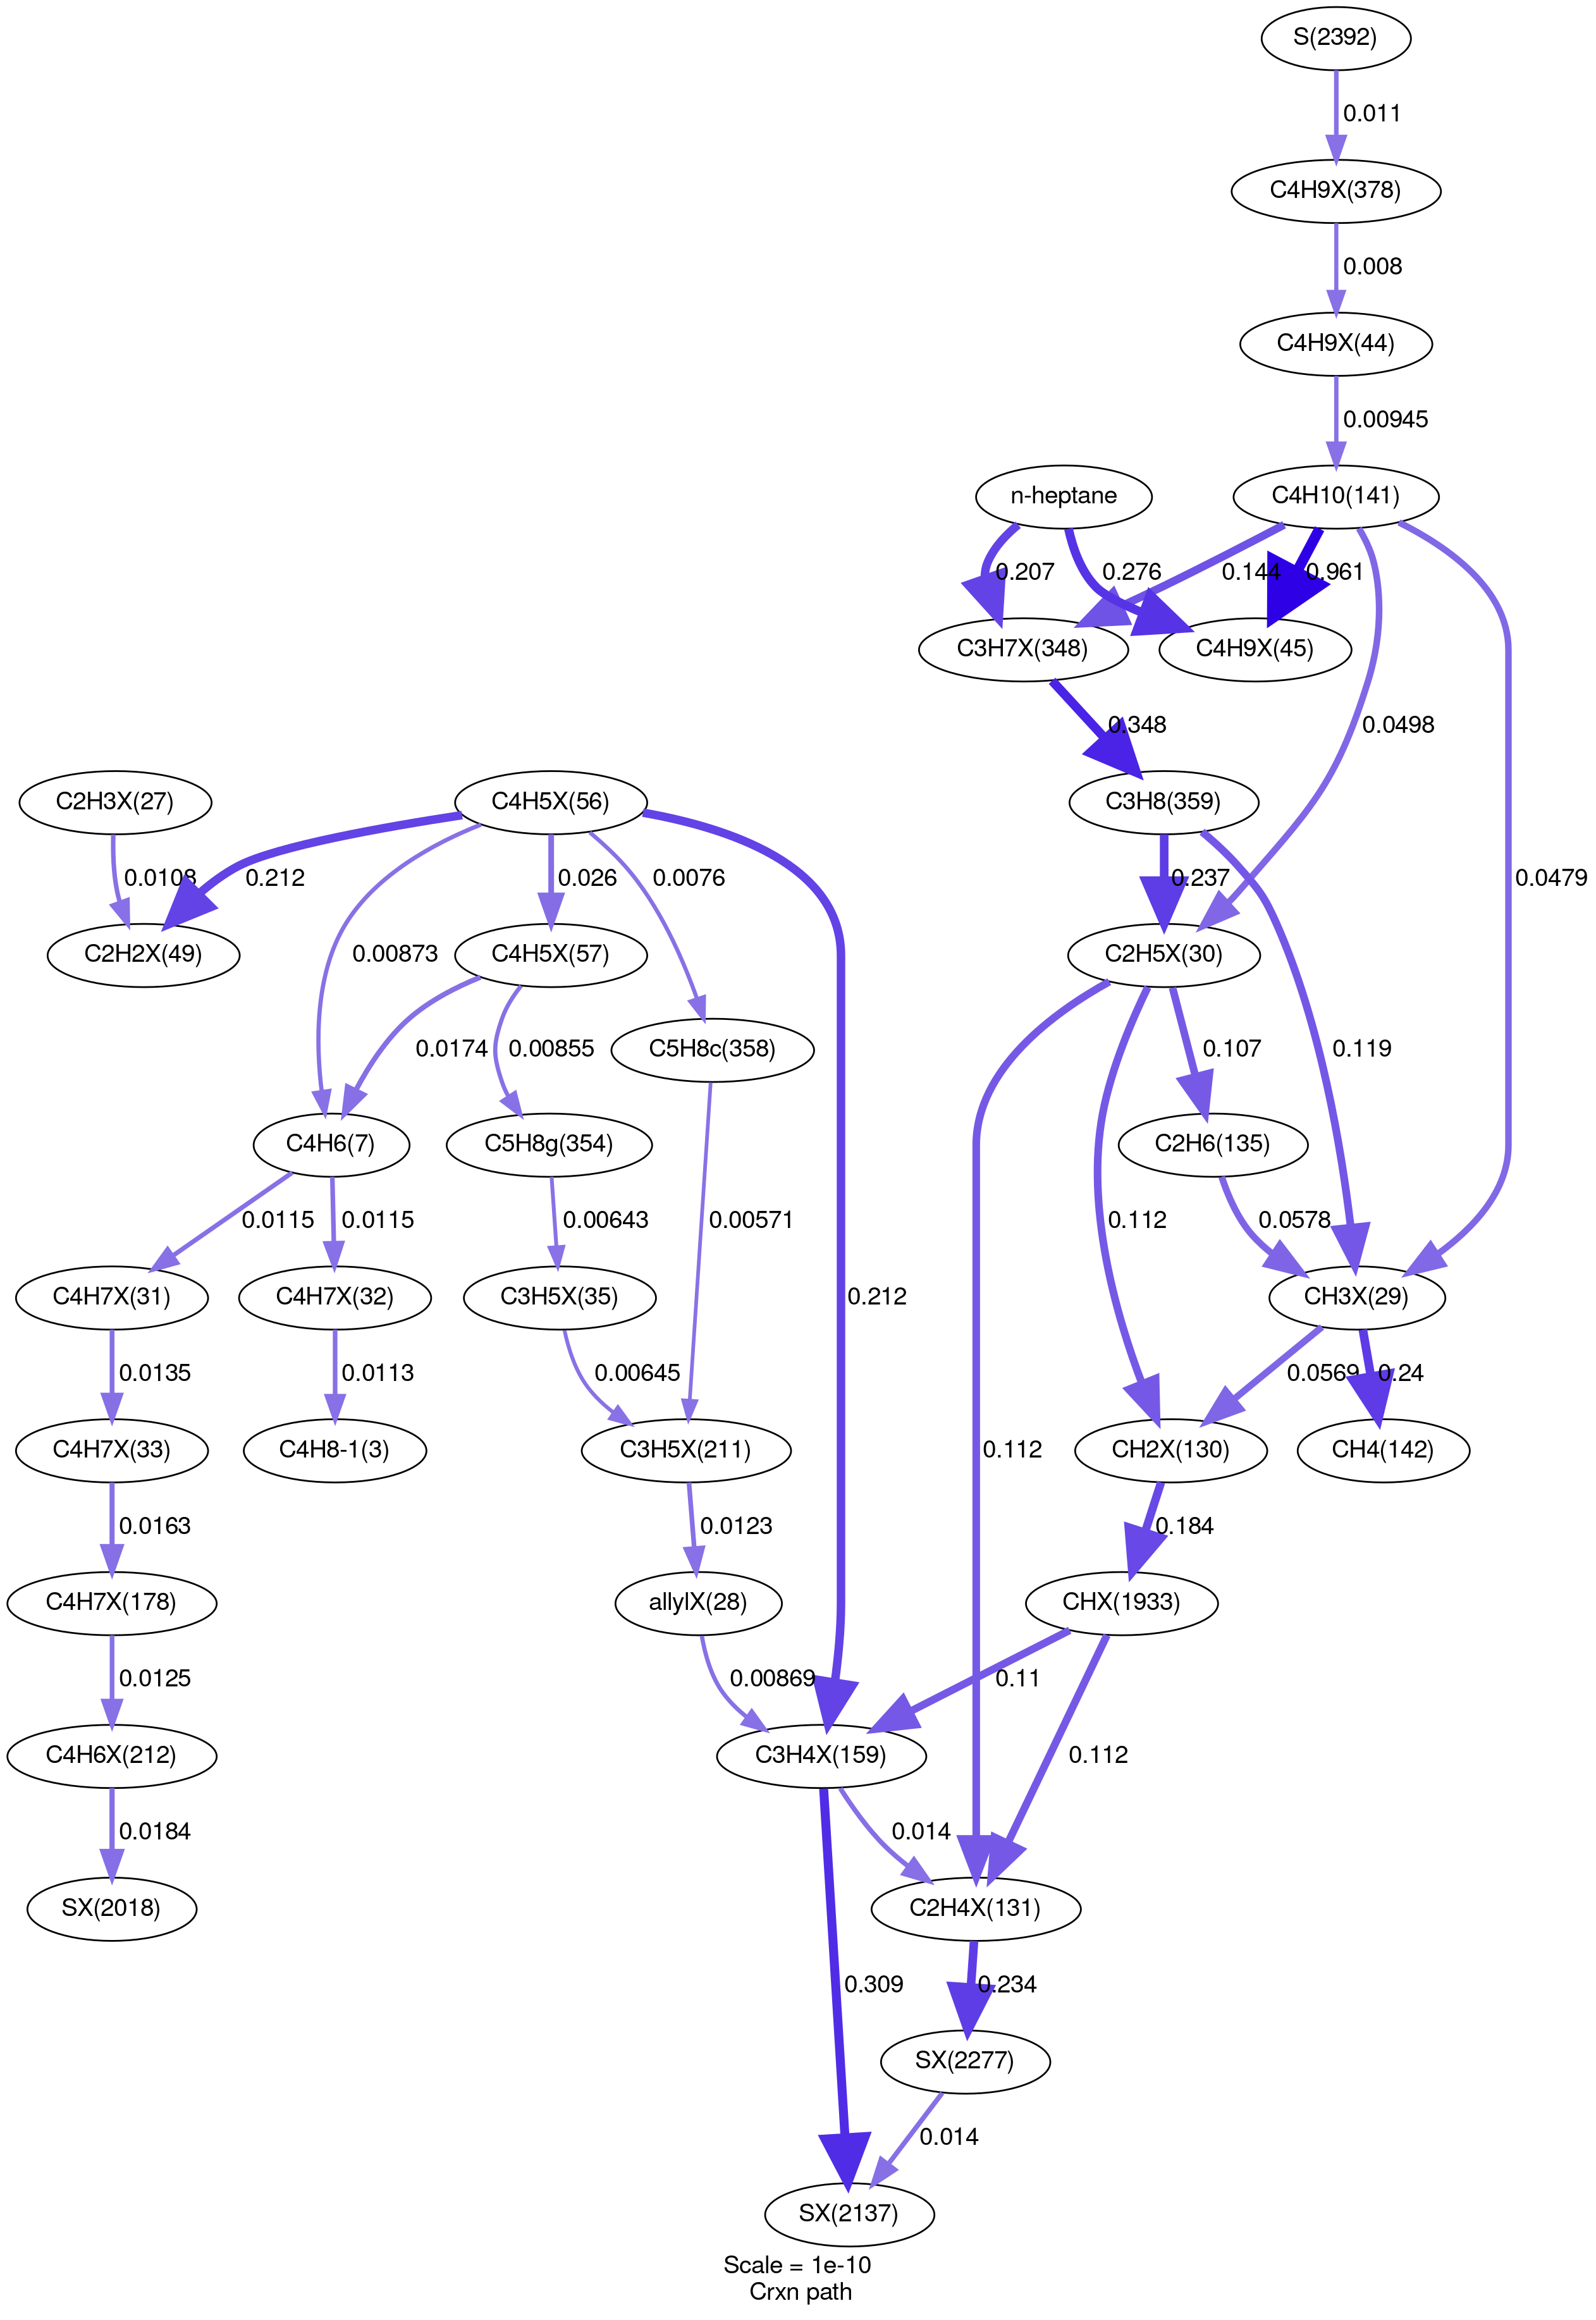 S(2392)
0.011
C4H9X(378)
0.008
C4H9X(44)
0.00945
n-heptane
C4H10(141)
0.207
0.276
0.144
0.961
C3H7X(348)
C4H9X(45)
0.348
0.0498
C2H3X(27)
C4H5X(56)
C3H8(359)
0.0108
0.212
0.00873
0.026
0.0076
0.237
0.0479
C2H2X(49)
C4H5X(57)
C2H5X(30)
0.0174
0.00855
C5H8c(358)
0.107
0.119
C4H6(7)
C5H8g(354)
C2H6(135)
0.0115
0.0115
0.00643
0.00571
0.112
0.0578
C4H7X(31)
C4H7X(32)
C3H5X(35)
0.212
CH3X(29)
0.0135
0.0113
0.00645
0.0569
0.24
C4H7X(33)
C4H8-1(3)
C3H5X(211)
0.112
CH2X(130)
CH4(142)
0.0163
0.0123
0.184
C4H7X(178)
allylX(28)
CHX(1933)
0.0125
0.00869
0.11
0.112
C4H6X(212)
C3H4X(159)
0.0184
0.014
SX(2018)
C2H4X(131)
0.309
0.234
SX(2277)
0.014
SX(2137)
Scale = 1e-10
Crxn path